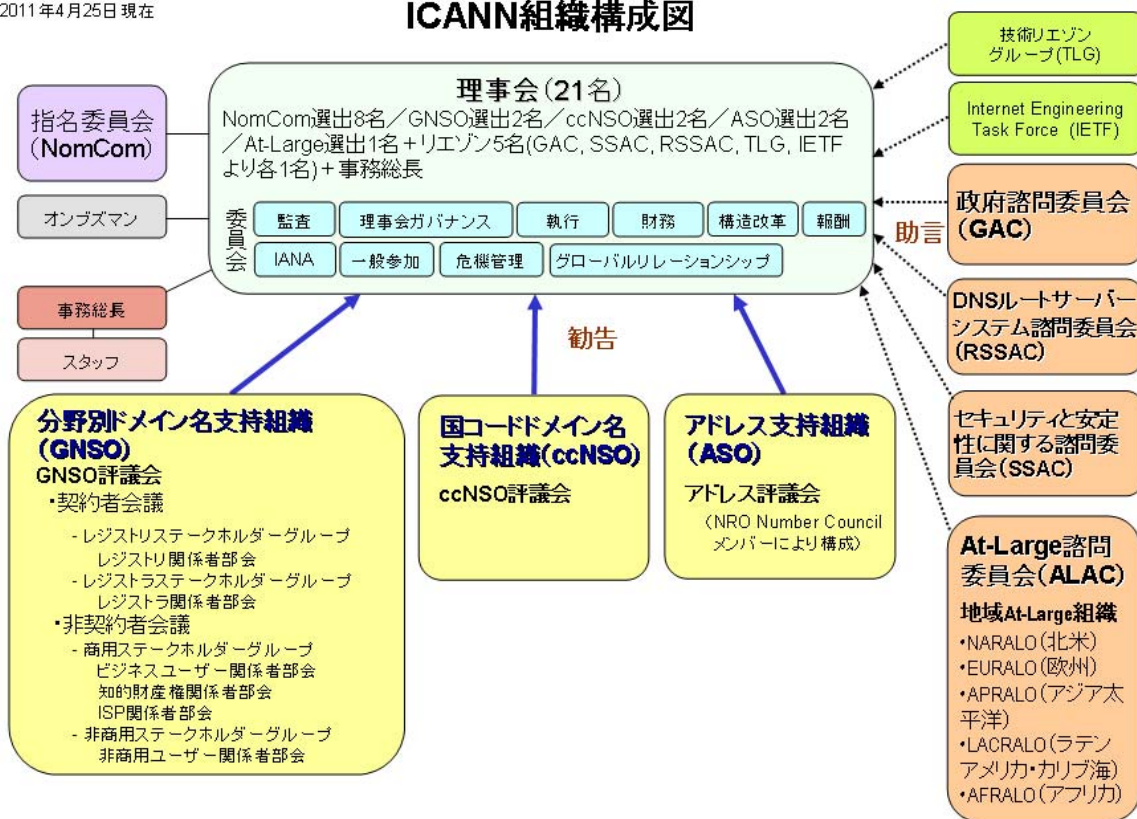 2011年4月25日現在
ICANN組織構成図
指名委員会
(NomCom)
オンブズマン
事務総長
スタッフ
理事会(21名)
NomCom選出8名／GNSO選出2名／ccNSO選出2名／ASO選出2名
／At-Large選出1名＋リエゾン5名(GAC, SSAC, RSSAC, TLG, IETF
より各1名)＋事務総長
委員会
監査
理事会ガバナンス
執行
財務
構造改革
報酬
IANA
一般参加
危機管理
グローバルリレーションシップ
勧告
助言
分野別ドメイン名支持組織
(GNSO)
GNSO評議会
・契約者会議
- レジストリステークホルダーグループ
レジストリ関係者部会
- レジストラステークホルダーグループ
レジストラ関係者部会
・非契約者会議
- 商用ステークホルダーグループ
ビジネスユーザー関係者部会
知的財産権関係者部会
ISP関係者部会
- 非商用ステークホルダーグループ
非商用ユーザー関係者部会
国コードドメイン名
支持組織(ccNSO)
ccNSO評議会
アドレス支持組織
(ASO)
アドレス評議会
(NRO Number Council
メンバーにより構成)
技術リエゾン
グループ(TLG)
Internet Engineering
Task Force (IETF)
政府諮問委員会
(GAC)
DNSルートサーバー
システム諮問委員会
(RSSAC)
セキュリティと安定
性に関する諮問委
員会(SSAC)
At-Large諮問
委員会(ALAC)
地域At-Large組織
・NARALO(北米)
・EURALO(欧州)
・APRALO(アジア太
平洋)
・LACRALO(ラテン
アメリカ・カリブ海)
・AFRALO(アフリカ)